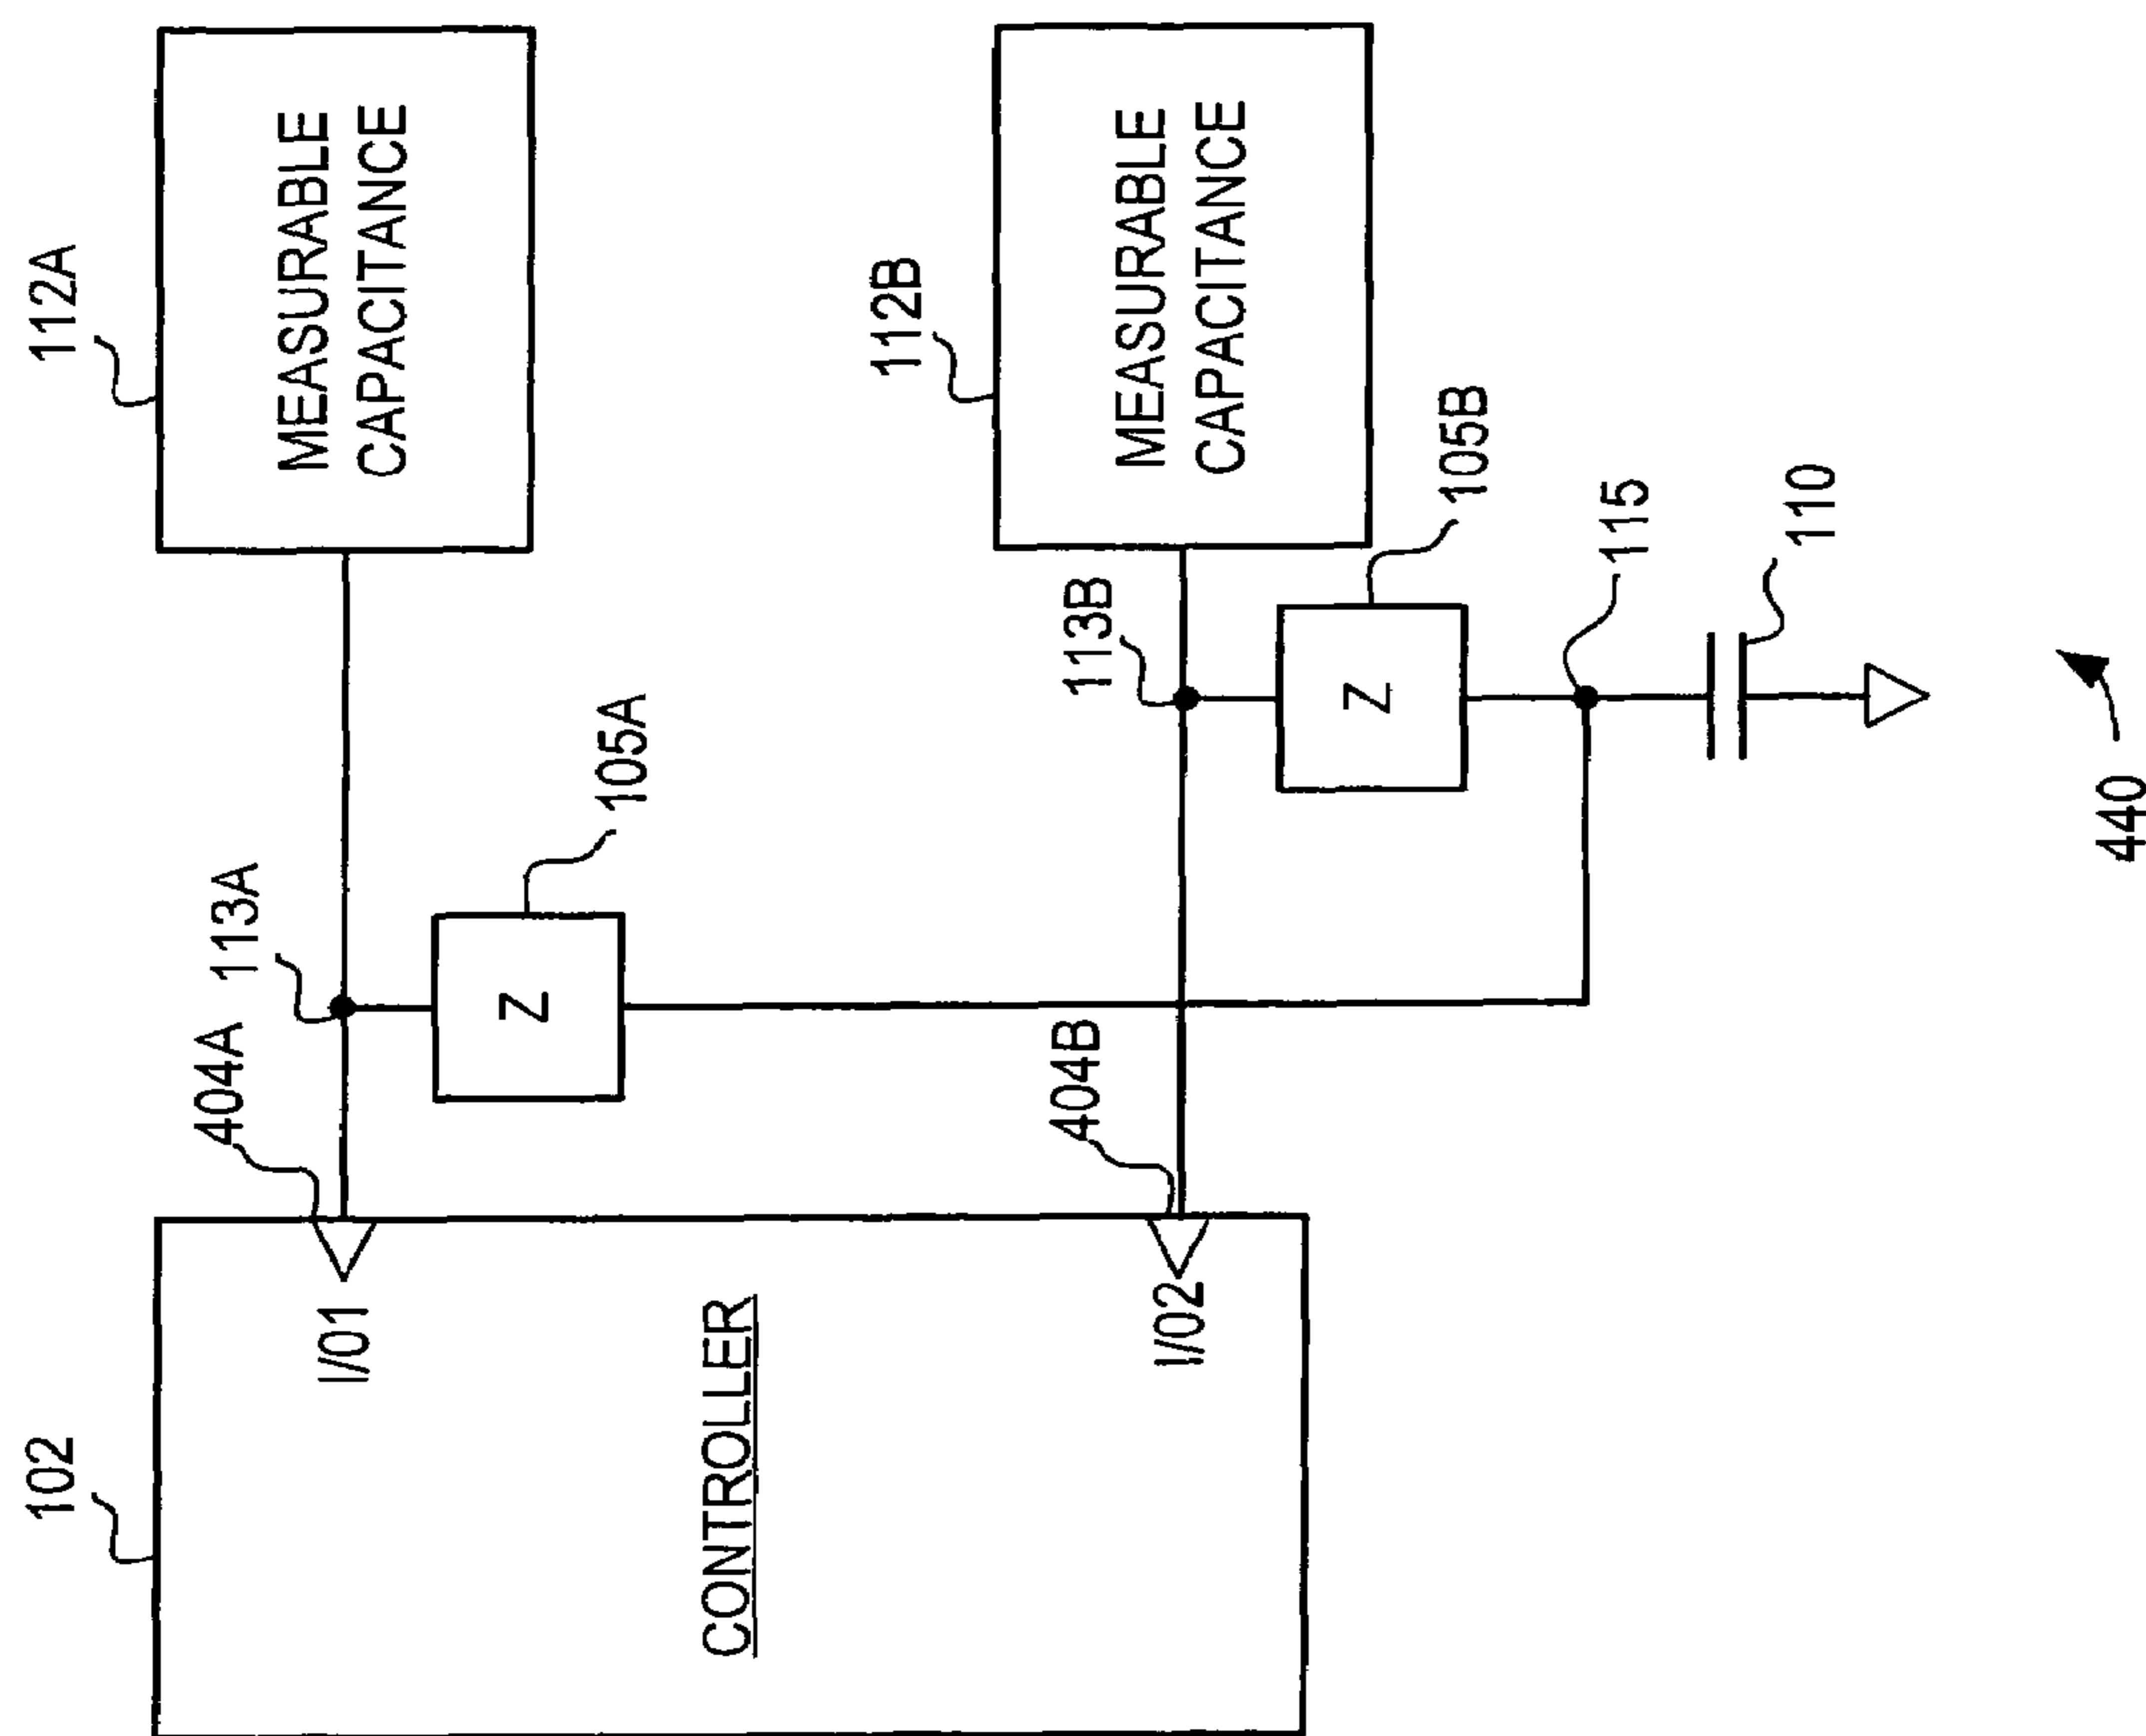 112A
MEASURABLE
CAPACITANCE
112B
MEASURABLE
CAPACITANCE
113A
105A
Z
113B
105B
Z
115
110
404A
404B
102
I/01
CONTROLLER
I/02
440